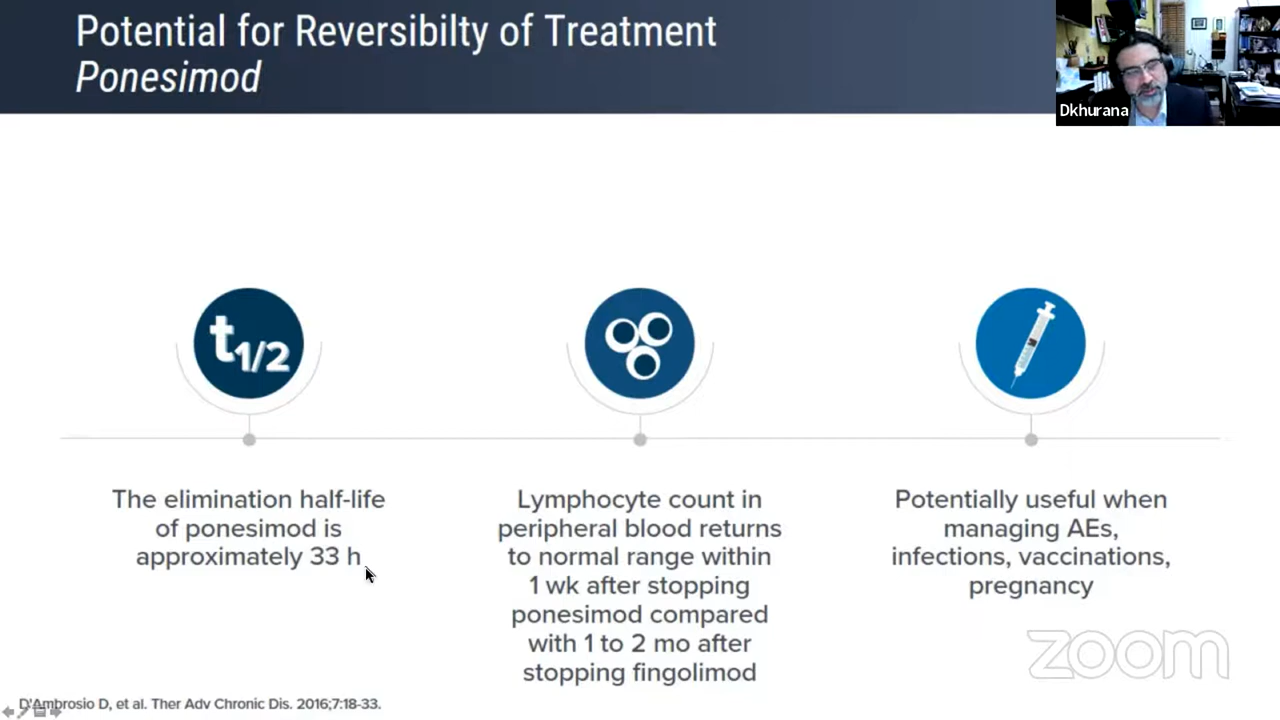 Potential for Reversibilty of Treatment
Ponesimod
Dkhurana
t1/2
The elimination half-life
of ponesimod is
approximately 33 h
Lymphocyte count in
peripheral blood returns
to normal range within
1 wk after stopping
ponesimod compared
with 1 to 2 mo after
stopping fingolimod
Potentially useful when
managing AEs,
infections, vaccinations,
pregnancy
zoom
D'Ambrosio D, et al. Ther Adv Chronic Dis. 2016;7:18-33.